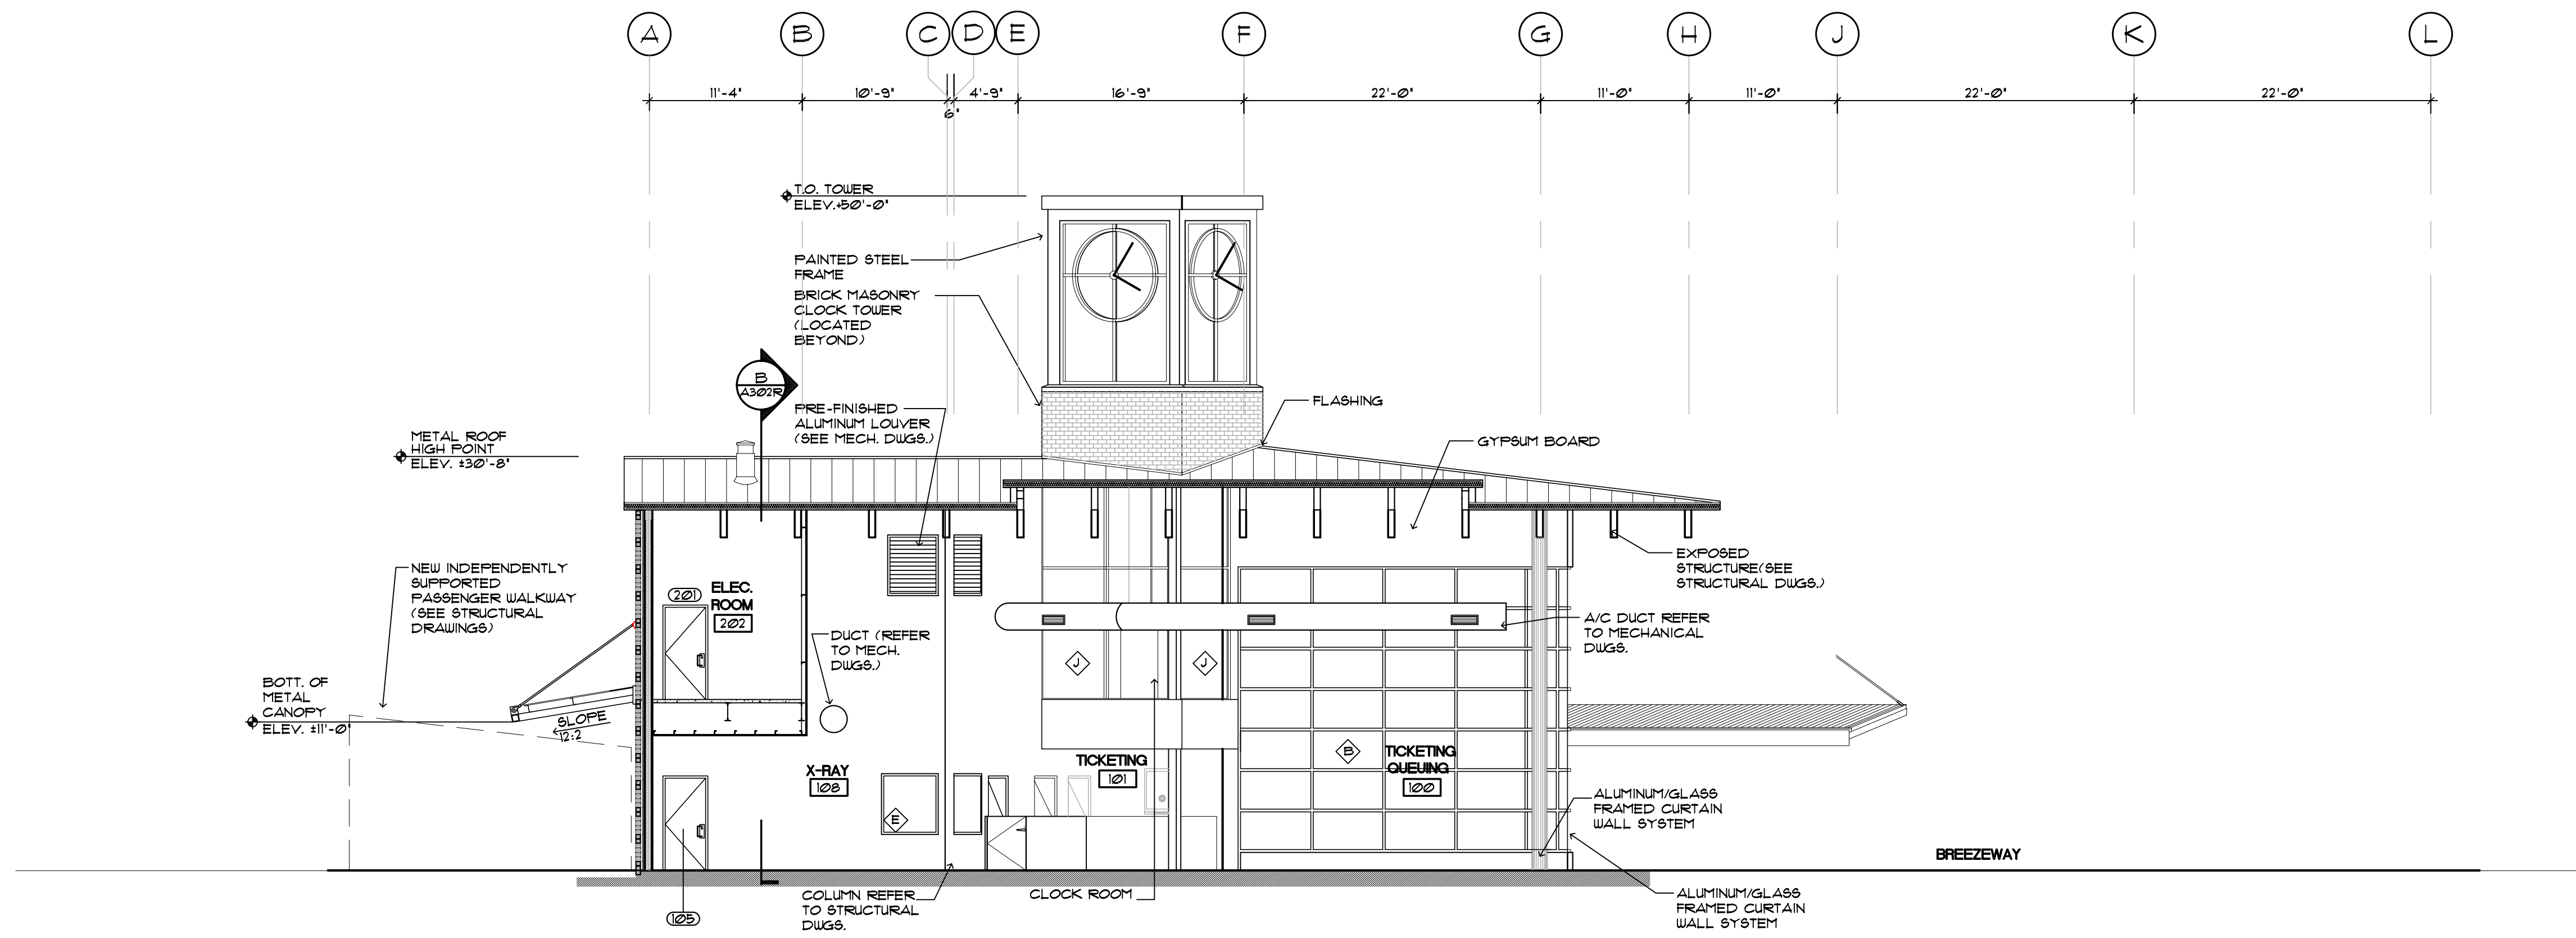 A B C D E F G H J K L
11'-4" 10'-9" 4'-9" 16'-9" 22'-0" 11'-0" 11'-0" 22'-0" 22'-0"
6"
T.O. TOWER
ELEV.+50'-0"
PAINTED STEEL
FRAME
BRICK MASONRY
CLOCK TOWER
(LOCATED
BEYOND)
B
A302R
PRE-FINISHED
ALUMINUM LOUVER
(SEE MECH. DWGS.)
FLASHING
GYPSUM BOARD
METAL ROOF
HIGH POINT
ELEV. ±30'-8"
NEW INDEPENDENTLY
SUPPORTED
PASSENGER WALKWAY
(SEE STRUCTURAL
DRAWINGS)
EXPOSED
STRUCTURE(SEE
STRUCTURAL DWGS.)
201
ELEC.
ROOM
202
DUCT (REFER
TO MECH.
DWGS.)
A/C DUCT REFER
TO MECHANICAL
DWGS.
J
J
BOTT. OF
METAL
CANOPY
ELEV. ±11'-0"
SLOPE
12:2
X-RAY
108
TICKETING
101
B
TICKETING
QUEUING
100
E
ALUMINUM/GLASS
FRAMED CURTAIN
WALL SYSTEM
BREEZEWAY
105
COLUMN REFER
TO STRUCTURAL
DWGS.
CLOCK ROOM
ALUMINUM/GLASS
FRAMED CURTAIN
WALL SYSTEM